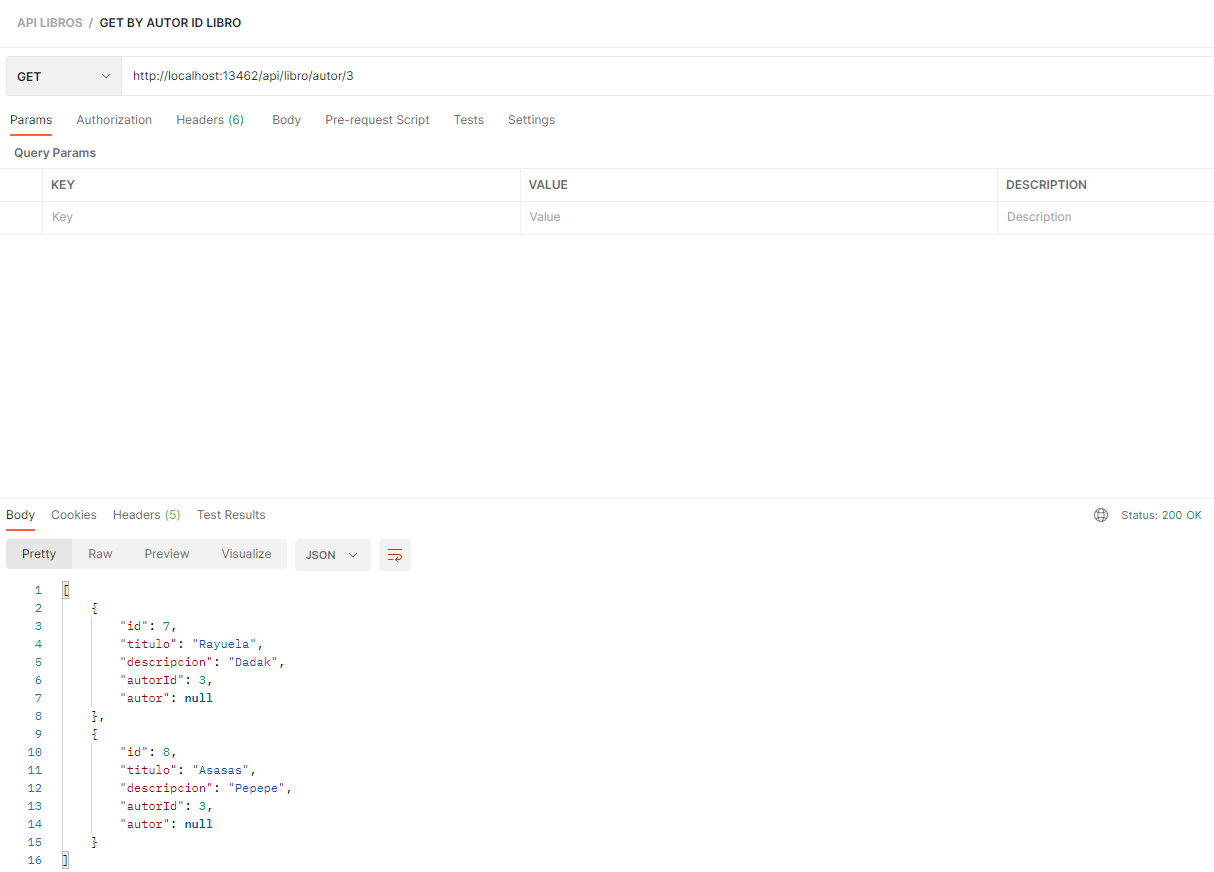 API LIBROS / GET BY AUTOR ID LIBRO
GET http://localhost:13462/api/libro/autor/3
Params Authorization Headers (6) Body Pre-request Script Tests Settings
Query Params
KEY VALUE DESCRIPTION
Key Value Description
Body Cookies Headers (5) Test Results Status: 200 OK
Pretty Raw Preview Visualize JSON
1 [
2 {
3 "id": 7,
4 "titulo": "Rayuela",
5 "descripcion": "Dadak",
6 "autorId": 3,
7 "autor": null
8 },
9 {
10 "id": 8,
11 "titulo": "Asasas",
12 "descripcion": "Pepepe",
13 "autorId": 3,
14 "autor": null
15 }
16 ]